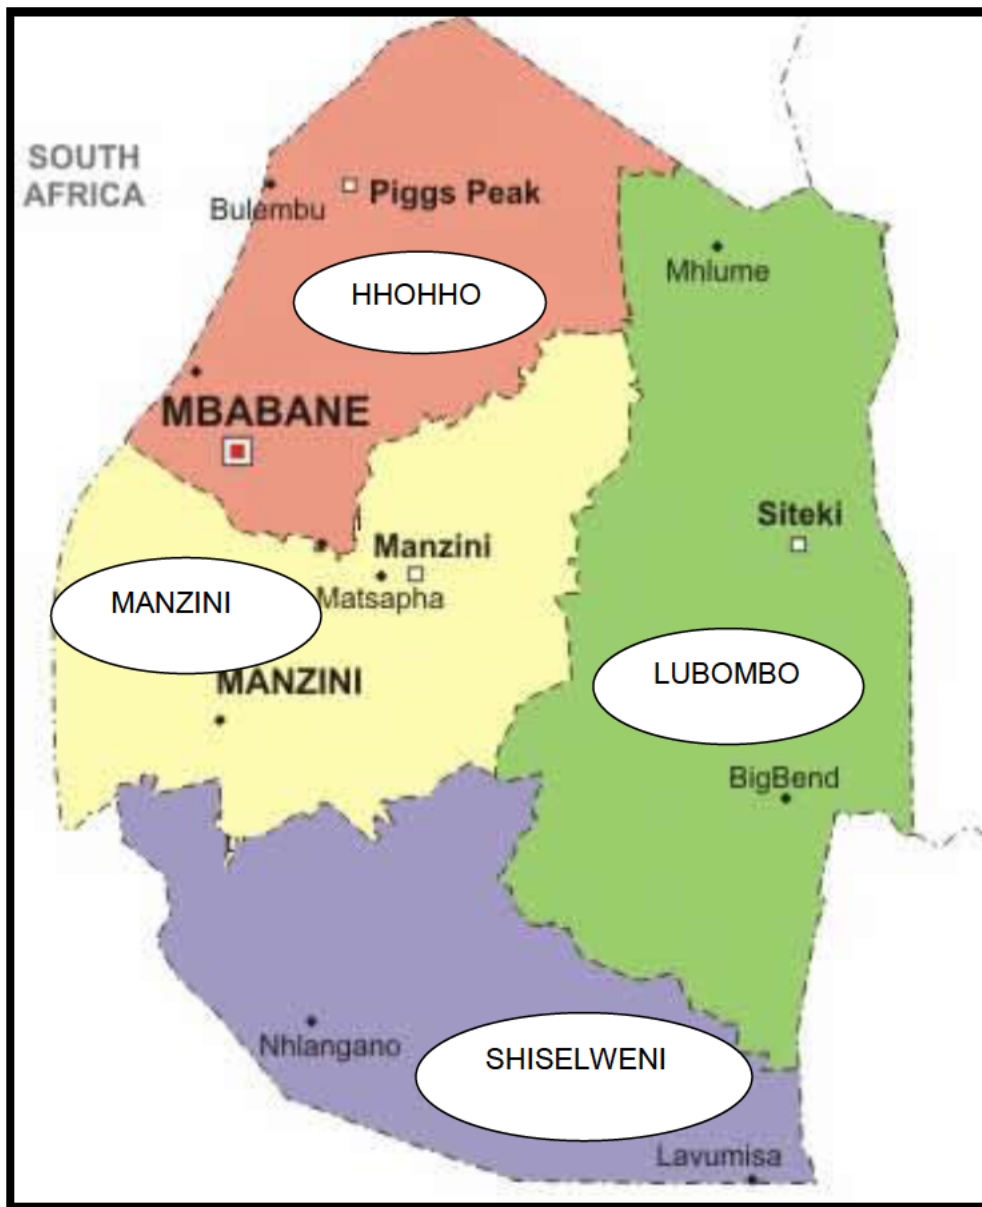 SOUTH
AFRICA
Piggs Peak
Bulembu
Mhlume
HHOHHO
MBABANE
Siteki
Manzini
Matsapha
MANZINI
LUBOMBO
MANZINI
BigBend
Nhlangano
SHISELWENI
Lavumisa